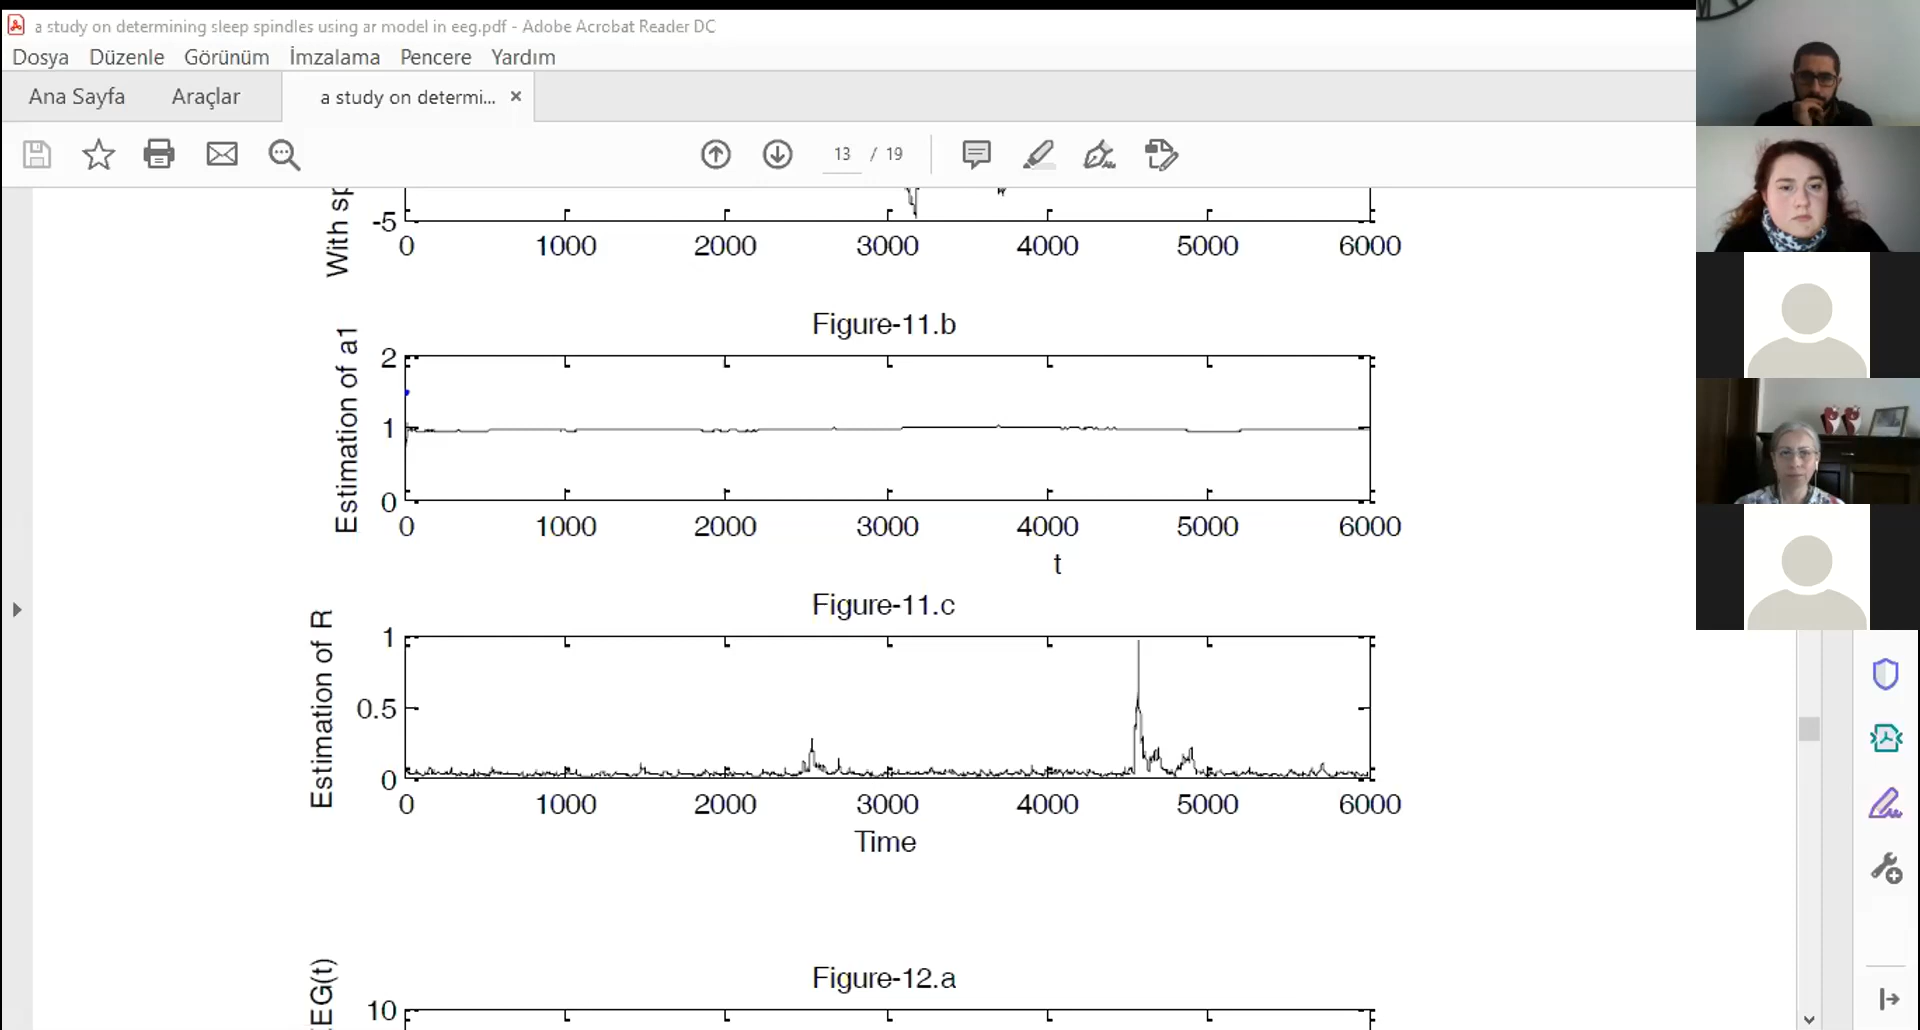 a study on determining sleep spindles using ar model in eeg.pdf - Adobe Acrobat Reader DC
Dosya Düzenle Görünüm İmzalama Pencere Yardım
Ana Sayfa Araçlar a study on determi... ×
13 / 19
With sp
-5
0 1000 2000 3000 4000 5000 6000
Figure-11.b
Estimation of a1
2
1
0
0 1000 2000 3000 4000 5000 6000
t
Figure-11.c
Estimation of R
1
0.5
0
0 1000 2000 3000 4000 5000 6000
Time
Figure-12.a
EEG(t)
10